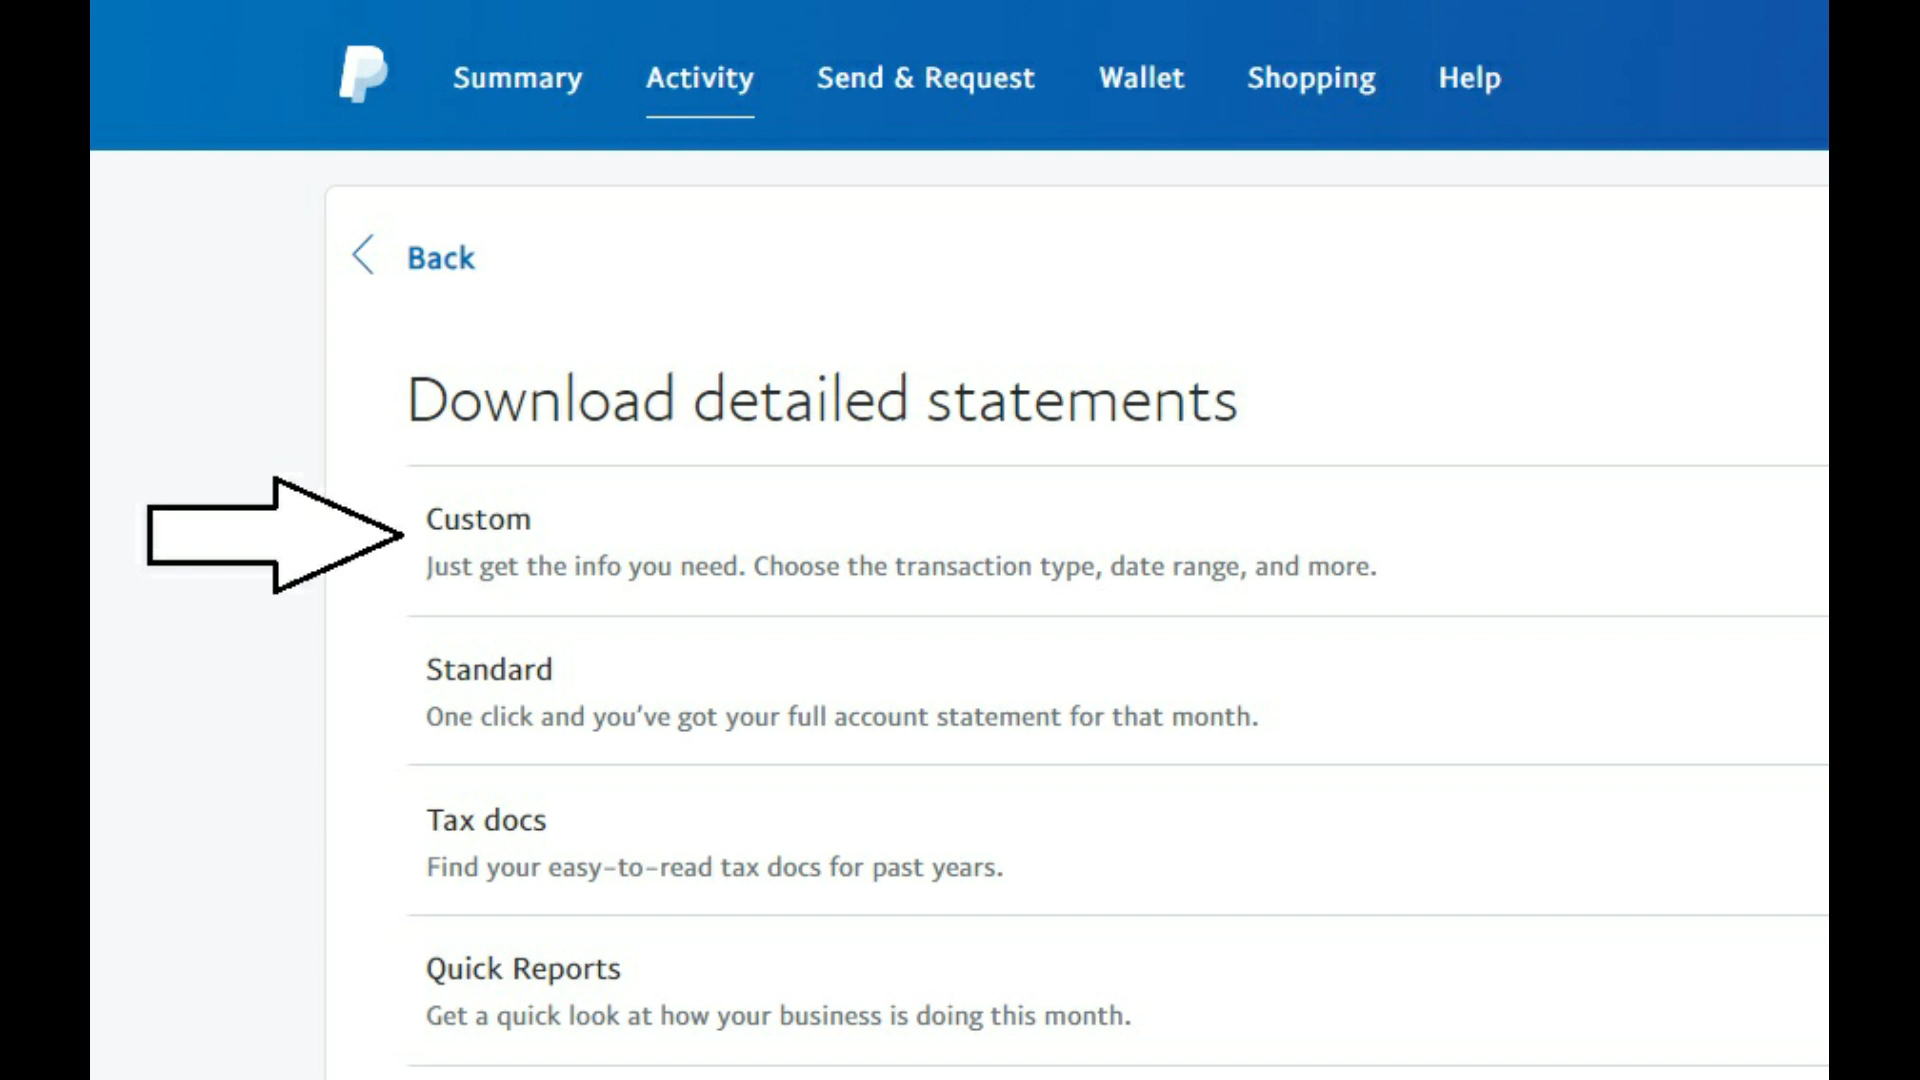 Summary Activity Send & Request Wallet Shopping Help
Back
Download detailed statements
Custom
Just get the info you need. Choose the transaction type, date range, and more.
Standard
One click and you've got your full account statement for that month.
Tax docs
Find your easy-to-read tax docs for past years.
Quick Reports
Get a quick look at how your business is doing this month.